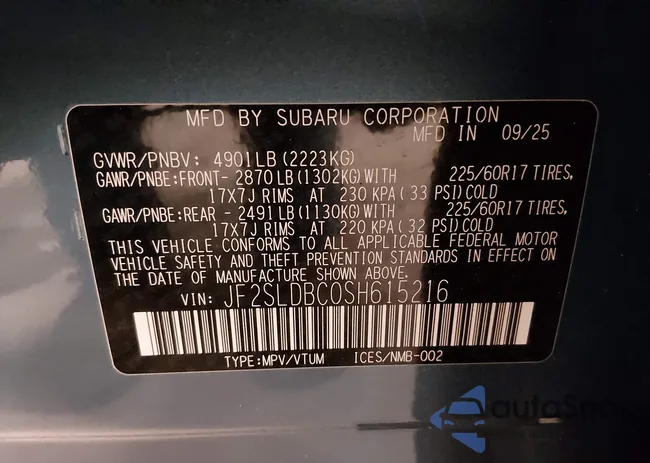 MFD BY SUBARU CORPORATION
MFD IN 09/25
GVWR/PNBV: 4901LB(2223KG)
GAWR/PNBE:FRONT- 2870LB(1302KG)WITH 225/60R17 TIRES,
17X7J RIMS AT 230 KPA( 33 PSI)COLD
GAWR/PNBE:REAR - 2491LB(1130KG)WITH 225/60R17 TIRES,
17X7J RIMS AT 220 KPA( 32 PSI)COLD
THIS VEHICLE CONFORMS TO ALL APPLICABLE FEDERAL MOTOR
VEHICLE SAFETY AND THEFT PREVENTION STANDARDS IN EFFECT ON
THE DATE OF MANUFACTURE SHOWN ABOVE.
VIN: JF2SLDBC0SH615216
TYPE:MPV/VTUM ICES/NMB-002